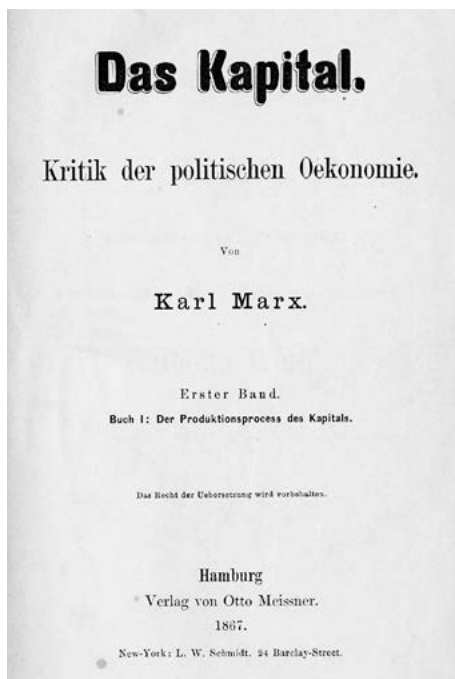 Das Kapital.
Kritik der politischen Oekonomie.
Von
Karl Marx.
Erster Band.
Buch I: Der Produktionsprocess des Kapitals.
Das Recht der Uebersetzung wird vorbehalten.
Hamburg
Verlag von Otto Meissner.
1867.
New-York: L. W. Schmidt. 24 Barclay-Street.